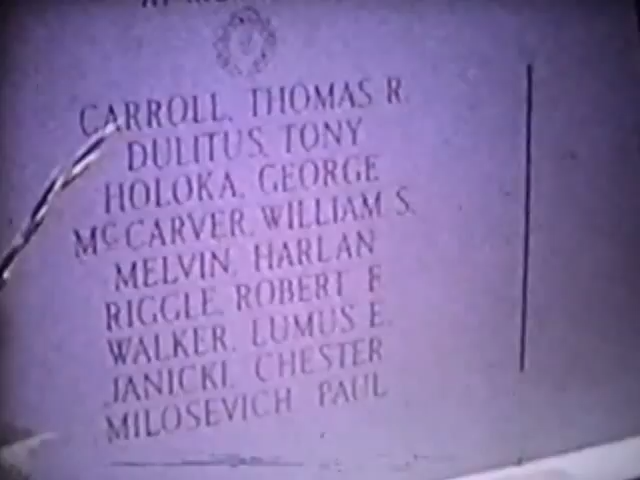 CARROLL, THOMAS R.
DULITUS, TONY
HOLOKA, GEORGE
McCARVER, WILLIAM S.
MELVIN, HARLAN
RIGGLE, ROBERT F.
WALKER, LUMUS E.
JANICKI, CHESTER
MILOSEVICH PAUL